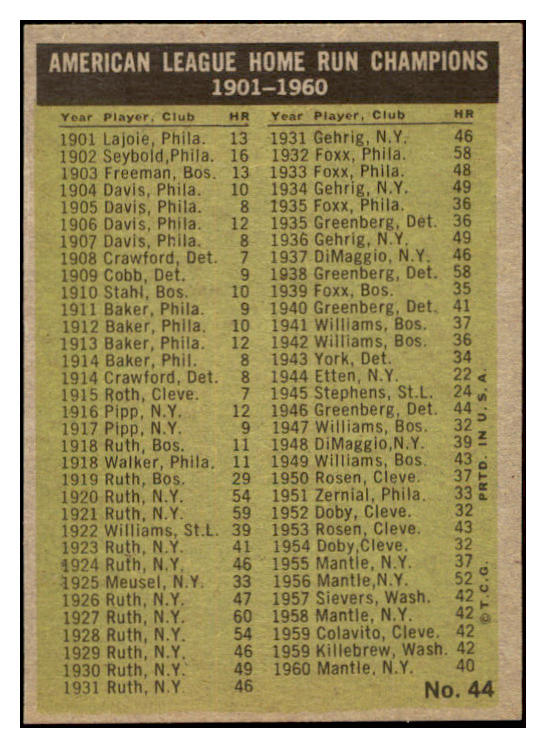 AMERICAN LEAGUE HOME RUN CHAMPIONS
1901-1960
Year Player, Club HR
1901 Lajoie, Phila. 13
1902 Seybold,Phila. 16
1903 Freeman, Bos. 13
1904 Davis, Phila. 10
1905 Davis, Phila. 8
1906 Davis, Phila. 12
1907 Davis, Phila. 8
1908 Crawford, Det. 7
1909 Cobb, Det. 9
1910 Stahl, Bos. 10
1911 Baker, Phila. 9
1912 Baker, Phila. 10
1913 Baker, Phila. 12
1914 Baker, Phil. 8
1914 Crawford, Det. 8
1915 Roth, Cleve. 7
1916 Pipp, N.Y. 12
1917 Pipp, N.Y. 9
1918 Ruth, Bos. 11
1918 Walker, Phila. 11
1919 Ruth, Bos. 29
1920 Ruth, N.Y. 54
1921 Ruth, N.Y. 59
1922 Williams, St.L. 39
1923 Ruth, N.Y. 41
1924 Ruth, N.Y. 46
1925 Meusel, N.Y. 33
1926 Ruth, N.Y. 47
1927 Ruth, N.Y. 60
1928 Ruth, N.Y. 54
1929 Ruth, N.Y. 46
1930 Ruth, N.Y. 49
1931 Ruth, N.Y. 46
Year Player, Club HR
1931 Gehrig, N.Y. 46
1932 Foxx, Phila. 58
1933 Foxx, Phila. 48
1934 Gehrig, N.Y. 49
1935 Foxx, Phila. 36
1935 Greenberg, Det. 36
1936 Gehrig, N.Y. 49
1937 DiMaggio, N.Y. 46
1938 Greenberg, Det. 58
1939 Foxx, Bos. 35
1940 Greenberg, Det. 41
1941 Williams, Bos. 37
1942 Williams, Bos. 36
1943 York, Det. 34
1944 Etten, N.Y. 22
1945 Stephens, St.L. 24
1946 Greenberg, Det. 44
1947 Williams, Bos. 32
1948 DiMaggio,N.Y. 39
1949 Williams, Bos. 43
1950 Rosen, Cleve. 37
1951 Zernial, Phila. 33
1952 Doby, Cleve. 32
1953 Rosen, Cleve. 43
1954 Doby,Cleve. 32
1955 Mantle, N.Y. 37
1956 Mantle,N.Y. 52
1957 Sievers, Wash. 42
1958 Mantle, N.Y. 42
1959 Colavito, Cleve. 42
1959 Killebrew, Wash. 42
1960 Mantle, N.Y. 40
No. 44
©T.C.G. PRTD. IN U.S.A.